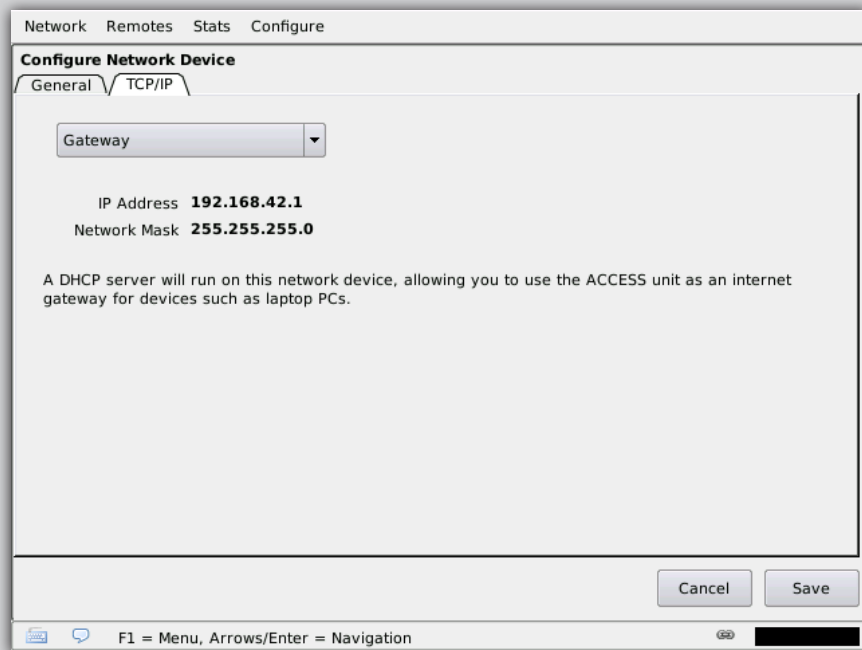 Network Remotes Stats Configure
Configure Network Device
General TCP/IP
Gateway
IP Address 192.168.42.1
Network Mask 255.255.255.0
A DHCP server will run on this network device, allowing you to use the ACCESS unit as an internet
gateway for devices such as laptop PCs.
Cancel Save
F1 = Menu, Arrows/Enter = Navigation